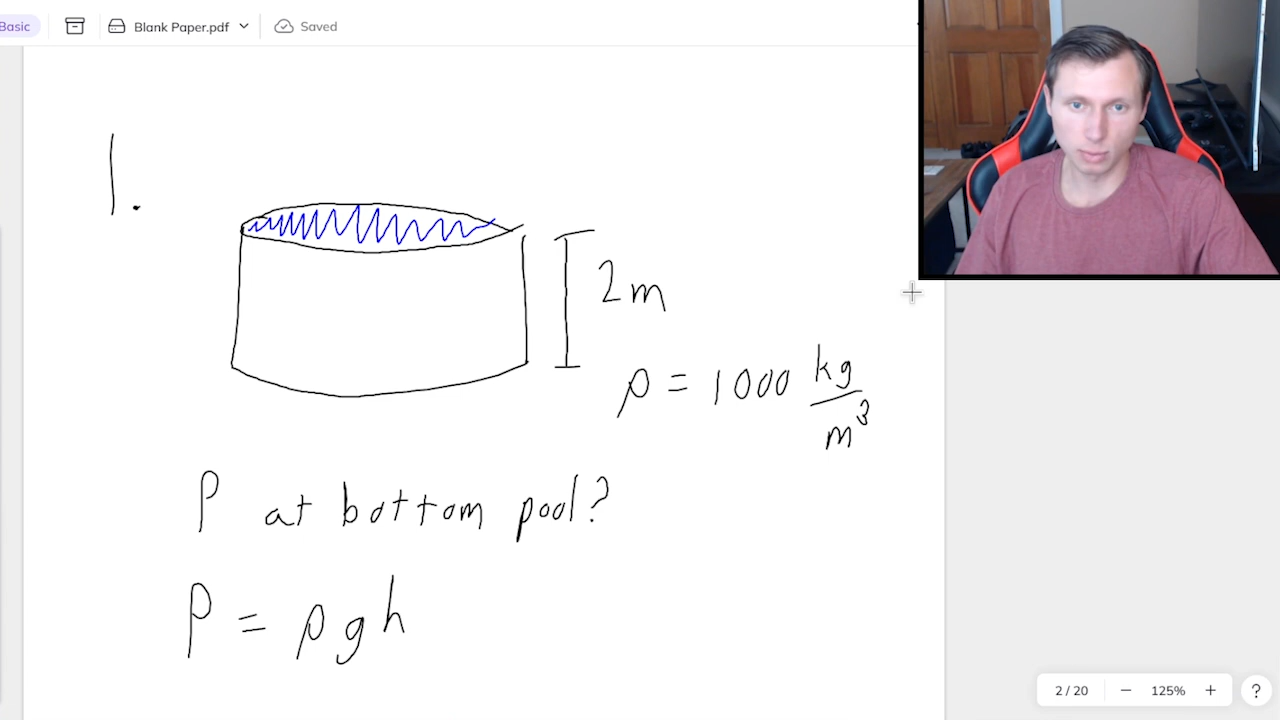 Basic
Blank Paper.pdf
Saved
1.
2m
ρ = 1000 kg/m³
P at bottom pool?
P = ρgh
2 / 20
− 125% +
?